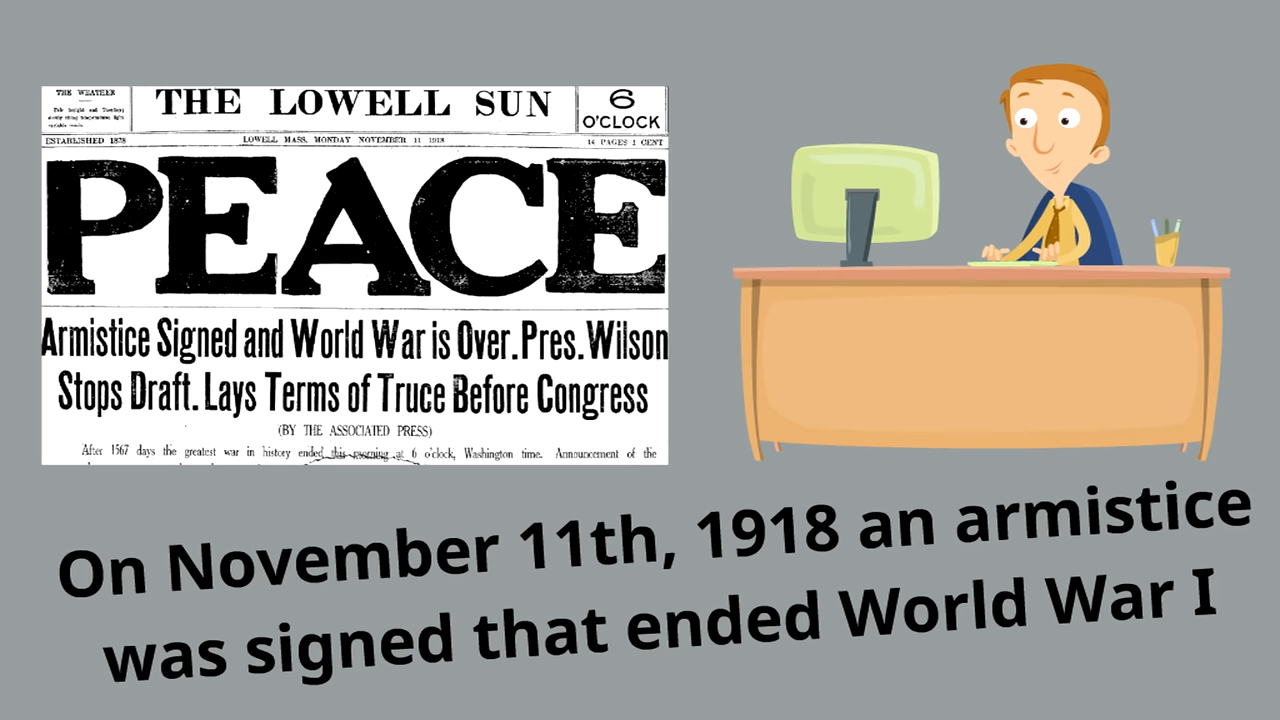 THE WEATHER
THE LOWELL SUN
6
O'CLOCK
ESTABLISHED 1878
LOWELL MASS. MONDAY NOVEMBER 11 1918
14 PAGES 1 CENT
PEACE
Armistice Signed and World War is Over. Pres. Wilson
Stops Draft. Lays Terms of Truce Before Congress
(BY THE ASSOCIATED PRESS)
After 1567 days the greatest war in history ended this morning at 6 o'clock, Washington time. Announcement of the
On November 11th, 1918 an armistice
was signed that ended World War I